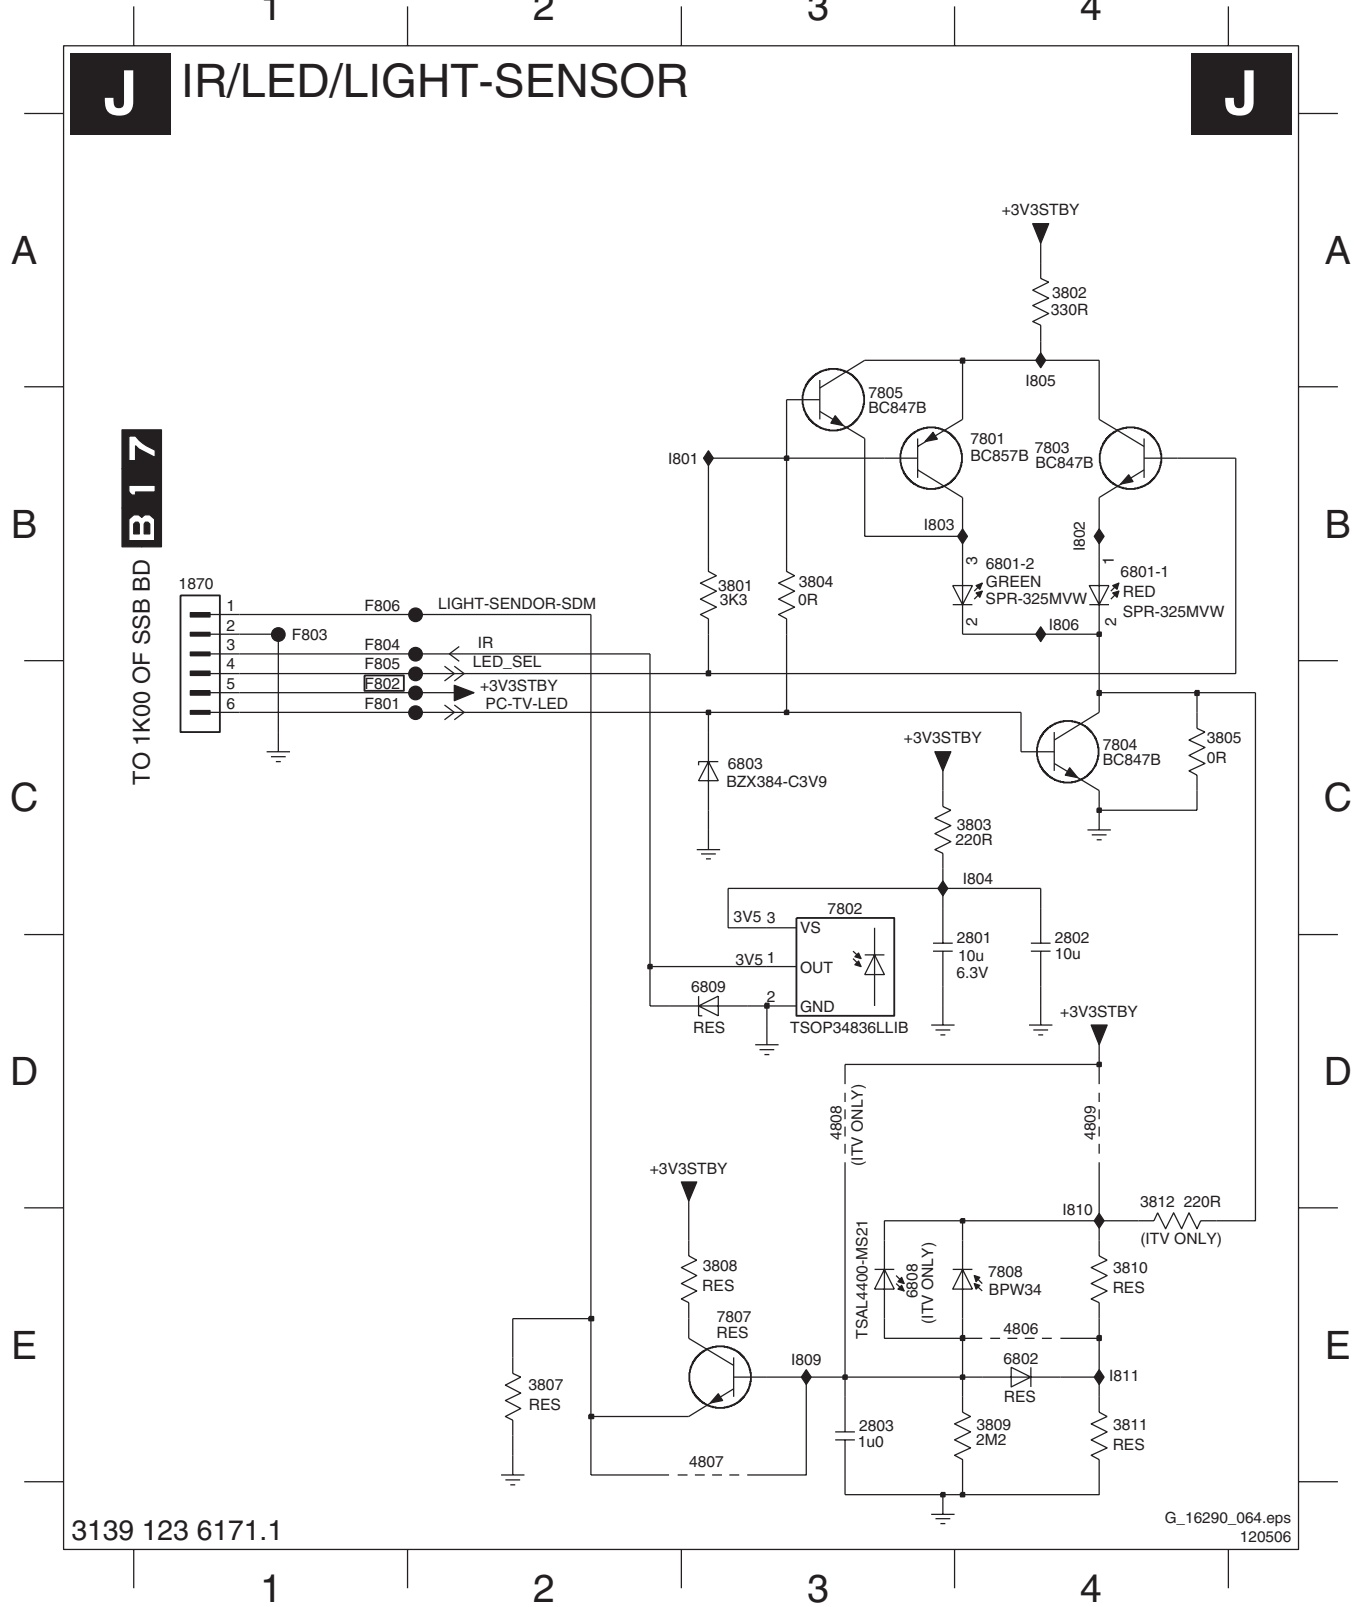 1 2 3 4
J IR/LED/LIGHT-SENSOR J
A A
+3V3STBY
3802
330R
I805
7805
BC847B
7801
BC857B
7803
BC847B
I801
B B
I803
I802
3
6801-2
GREEN
SPR-325MVW
2
1
6801-1
RED
SPR-325MVW
2
I806
3801
3K3
3804
0R
TO 1K00 OF SSB BD B17
1870
1 F806 LIGHT-SENDOR-SDM
2 F803
3 F804 IR
4 F805 LED_SEL
5 F802 +3V3STBY
6 F801 PC-TV-LED
C C
6803
BZX384-C3V9
+3V3STBY
7804
BC847B
3805
0R
3803
220R
I804
7802
3V5 3 VS
3V5 1 OUT
2 GND
TSOP34836LLIB
6809
RES
2801
10u
6.3V
2802
10u
D D
+3V3STBY
4808
(ITV ONLY)
4809
+3V3STBY
3812 220R
(ITV ONLY)
I810
TSAL4400-MS21
6808
(ITV ONLY)
7808
BPW34
3810
RES
3808
RES
7807
RES
E E
4806
I809
6802
RES
I811
3807
RES
2803
1u0
3809
2M2
3811
RES
4807
3139 123 6171.1
G_16290_064.eps
120506
1 2 3 4